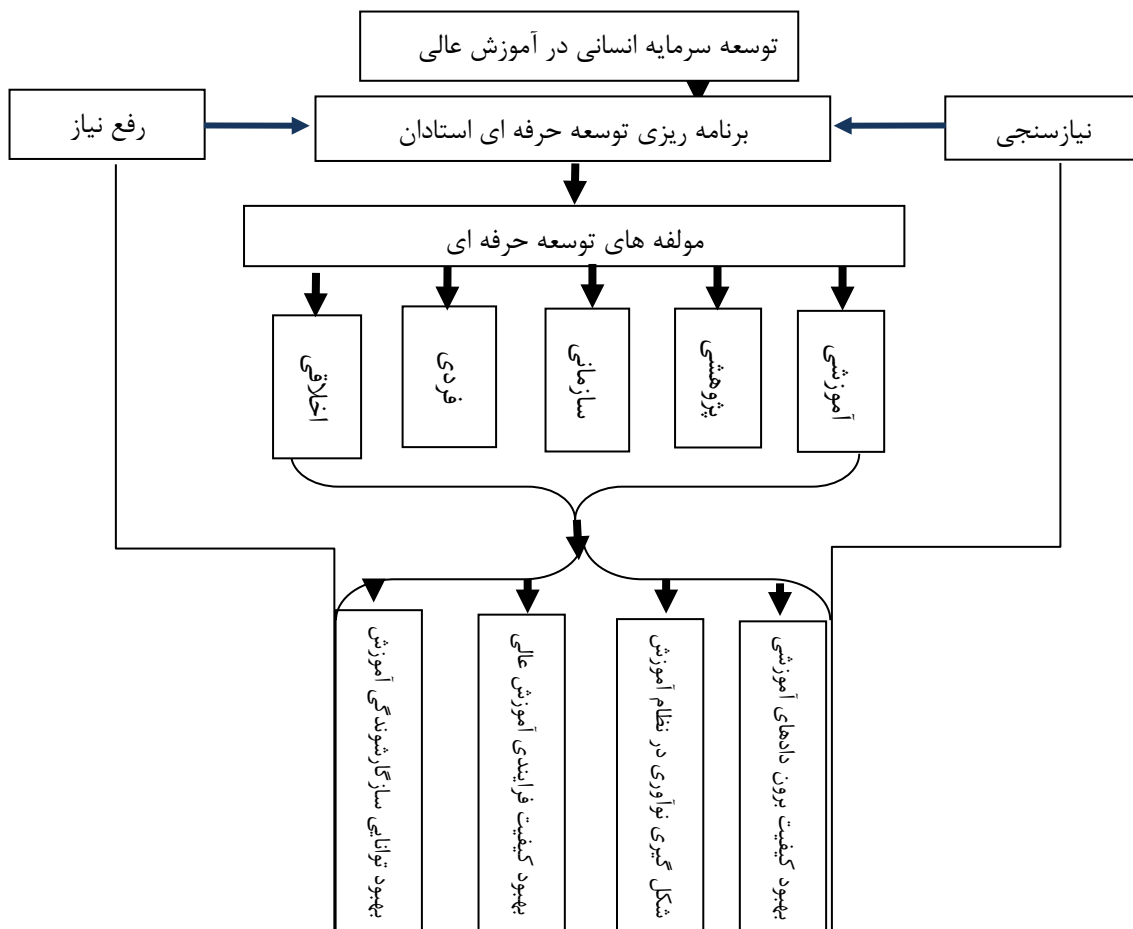 توسعه سرمایه انسانی در آموزش عالی
نیازسنجی
برنامه ریزی توسعه حرفه ای استادان
رفع نیاز
مولفه های توسعه حرفه ای
آموزشی
پژوهشی
سازمانی
فردی
اخلاقی
بهبود کیفیت برون دادهای آموزشی
شکل گیری نوآوری در نظام آموزش
بهبود کیفیت فرایندی آموزش عالی
بهبود توانایی سازگارشوندگی آموزش